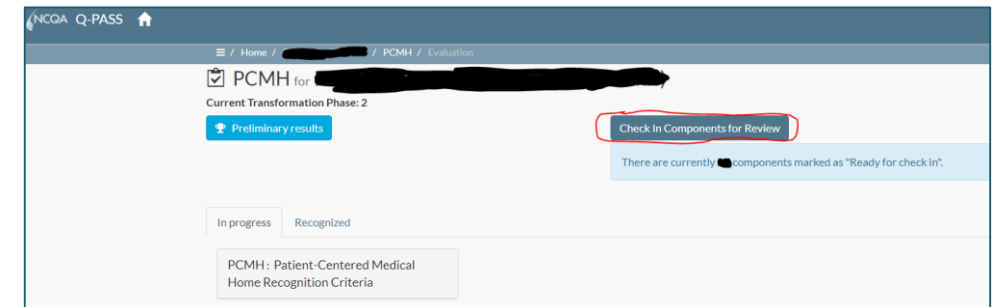 NCQA Q-PASS
/ Home / / PCMH / Evaluation
PCMH for
Current Transformation Phase: 2
Preliminary results
Check In Components for Review
There are currently components marked as "Ready for check in".
In progress Recognized
PCMH : Patient-Centered Medical
Home Recognition Criteria